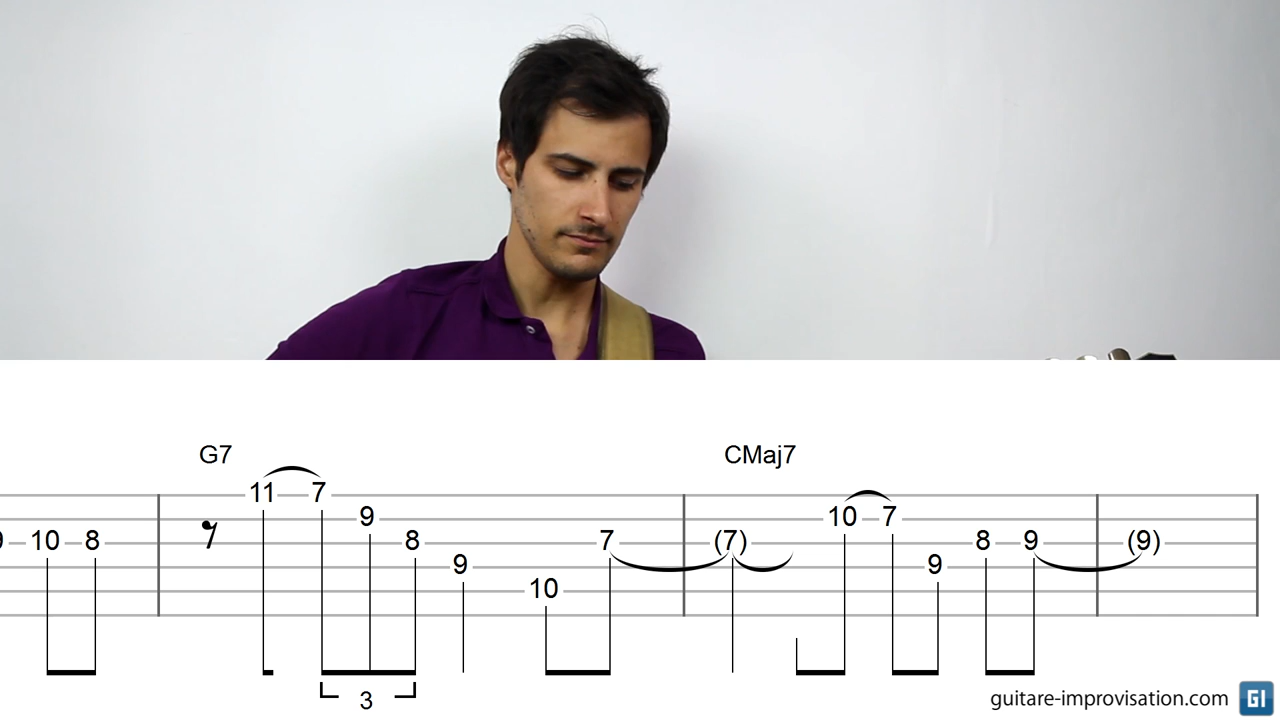 G7 CMaj7
11 7
9 10 7
10 8 8 7 (7) 8 9 (9)
9 9
10
3
guitare-improvisation.com GI